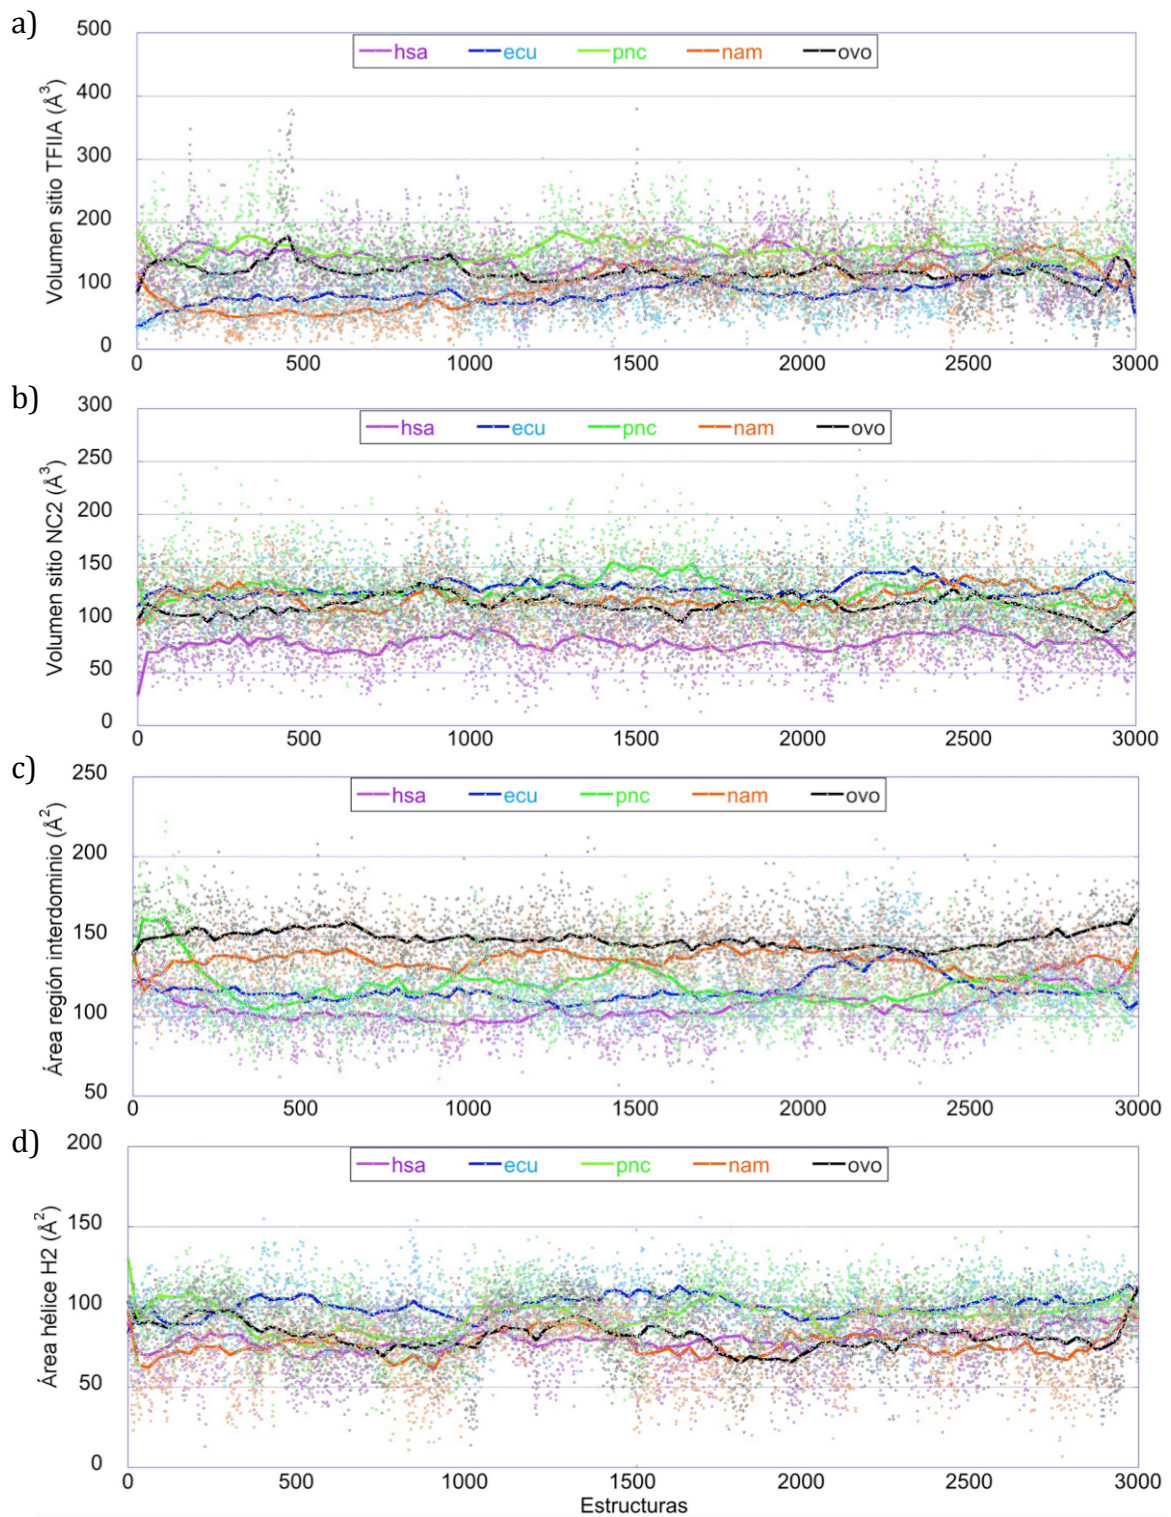 a)
Volumen sitio TFIIA (Å³)
500
400
300
200
100
0
hsa ecu pnc nam ovo
0 500 1000 1500 2000 2500 3000
b)
Volumen sitio NC2 (Å³)
300
250
200
150
100
50
0
hsa ecu pnc nam ovo
0 500 1000 1500 2000 2500 3000
c)
Área región interdominio (Å²)
250
200
150
100
50
hsa ecu pnc nam ovo
0 500 1000 1500 2000 2500 3000
d)
Área hélice H2 (Å²)
200
150
100
50
0
hsa ecu pnc nam ovo
0 500 1000 1500 2000 2500 3000
Estructuras